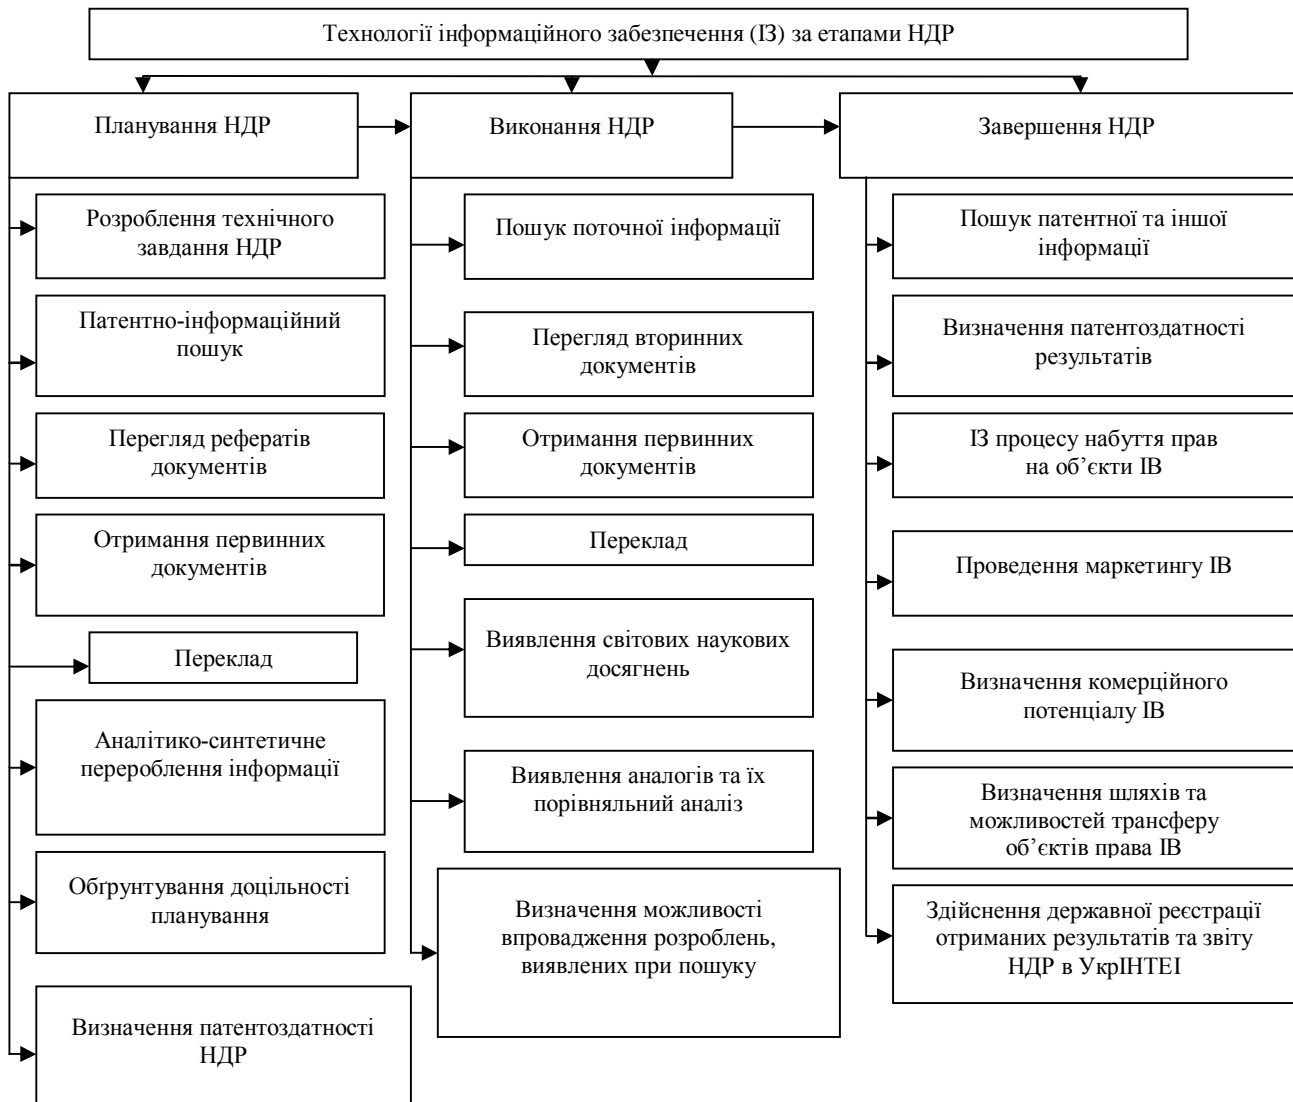 Технології інформаційного забезпечення (ІЗ) за етапами НДР
Планування НДР
Виконання НДР
Завершення НДР
Розроблення технічного
завдання НДР
Патентно-інформаційний
пошук
Перегляд рефератів
документів
Отримання первинних
документів
Переклад
Аналітико-синтетичне
перероблення інформації
Обґрунтування доцільності
планування
Визначення патентоздатності
НДР
Пошук поточної інформації
Перегляд вторинних
документів
Отримання первинних
документів
Переклад
Виявлення світових наукових
досягнень
Виявлення аналогів та їх
порівняльний аналіз
Визначення можливості
впровадження розроблень,
виявлених при пошуку
Пошук патентної та іншої
інформації
Визначення патентоздатності
результатів
ІЗ процесу набуття прав
на об’єкти ІВ
Проведення маркетингу ІВ
Визначення комерційного
потенціалу ІВ
Визначення шляхів та
можливостей трансферу
об’єктів права ІВ
Здійснення державної реєстрації
отриманих результатів та звіту
НДР в УкрІНТЕІ